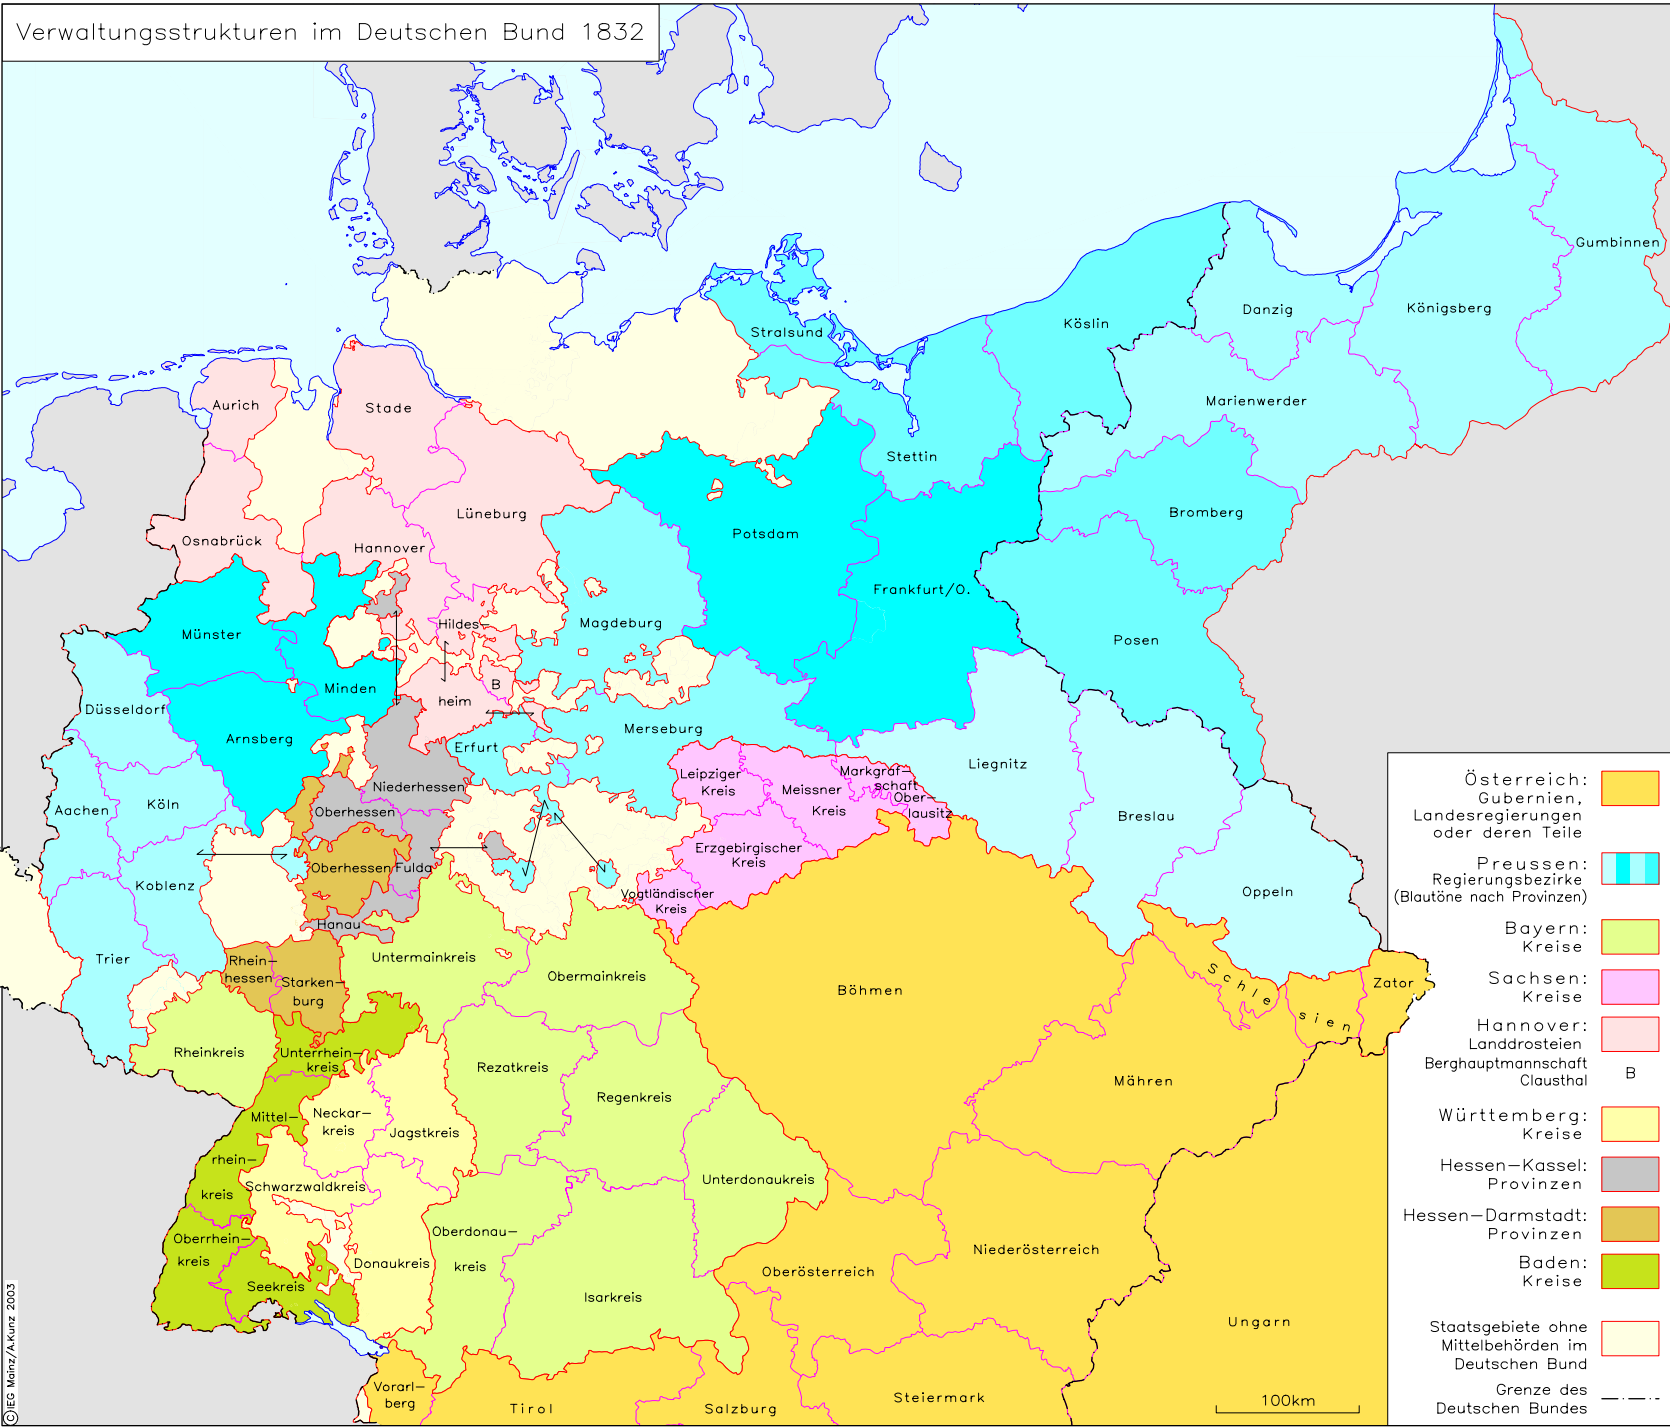 Verwaltungsstrukturen im Deutschen Bund 1832
Gumbinnen
Königsberg
Danzig
Köslin
Stralsund
Marienwerder
Aurich
Stade
Stettin
Bromberg
Lüneburg
Potsdam
Osnabrück
Hannover
Frankfurt/O.
Hildes-
Magdeburg
Münster
Posen
B
Minden
heim
Düsseldorf
Merseburg
Arnsberg
Erfurt
Liegnitz
Leipziger
Kreis
Markgraf-
schaft
Ober-
lausitz
Meissner
Kreis
Niederhessen
Köln
Aachen
Oberhessen
Breslau
Erzgebirgischer
Kreis
Oberhessen
Fulda
Koblenz
Oppeln
Vogtländischer
Kreis
Hanau
Trier
Rhein-
hessen
Starken-
burg
Untermainkreis
Obermainkreis
Böhmen
Schle
sien
Zator
Rheinkreis
Unterrhein-
kreis
Rezatkreis
Mähren
Regenkreis
Mittel-
rhein-
kreis
Neckar-
kreis
Jagstkreis
Schwarzwaldkreis
Unterdonaukreis
Oberdonau-
kreis
Oberrhein-
kreis
Donaukreis
Niederösterreich
Oberösterreich
Seekreis
Isarkreis
Ungarn
Vorarl-
berg
Tirol
Salzburg
Steiermark
100km
Österreich:
Gubernien,
Landesregierungen
oder deren Teile
Preussen:
Regierungsbezirke
(Blautöne nach Provinzen)
Bayern:
Kreise
Sachsen:
Kreise
Hannover:
Landdrosteien
Berghauptmannschaft
Clausthal
B
Württemberg:
Kreise
Hessen-Kassel:
Provinzen
Hessen-Darmstadt:
Provinzen
Baden:
Kreise
Staatsgebiete ohne
Mittelbehörden im
Deutschen Bund
Grenze des
Deutschen Bundes
©IEG Mainz/A.Kunz 2003